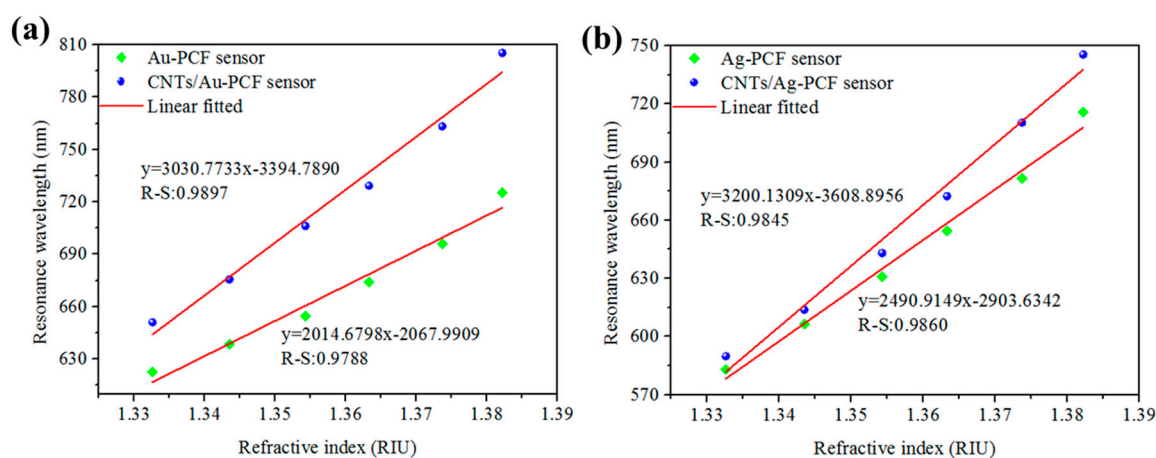 (a)
Au-PCF sensor
CNTs/Au-PCF sensor
Linear fitted
y=3030.7733x-3394.7890
R-S:0.9897
y=2014.6798x-2067.9909
R-S:0.9788
810
780
750
720
690
660
630
Resonance wavelength (nm)
1.33 1.34 1.35 1.36 1.37 1.38 1.39
Refractive index (RIU)
(b)
Ag-PCF sensor
CNTs/Ag-PCF sensor
Linear fitted
y=3200.1309x-3608.8956
R-S:0.9845
y=2490.9149x-2903.6342
R-S:0.9860
750
720
690
660
630
600
570
Resonance wavelength (nm)
1.33 1.34 1.35 1.36 1.37 1.38 1.39
Refractive index (RIU)